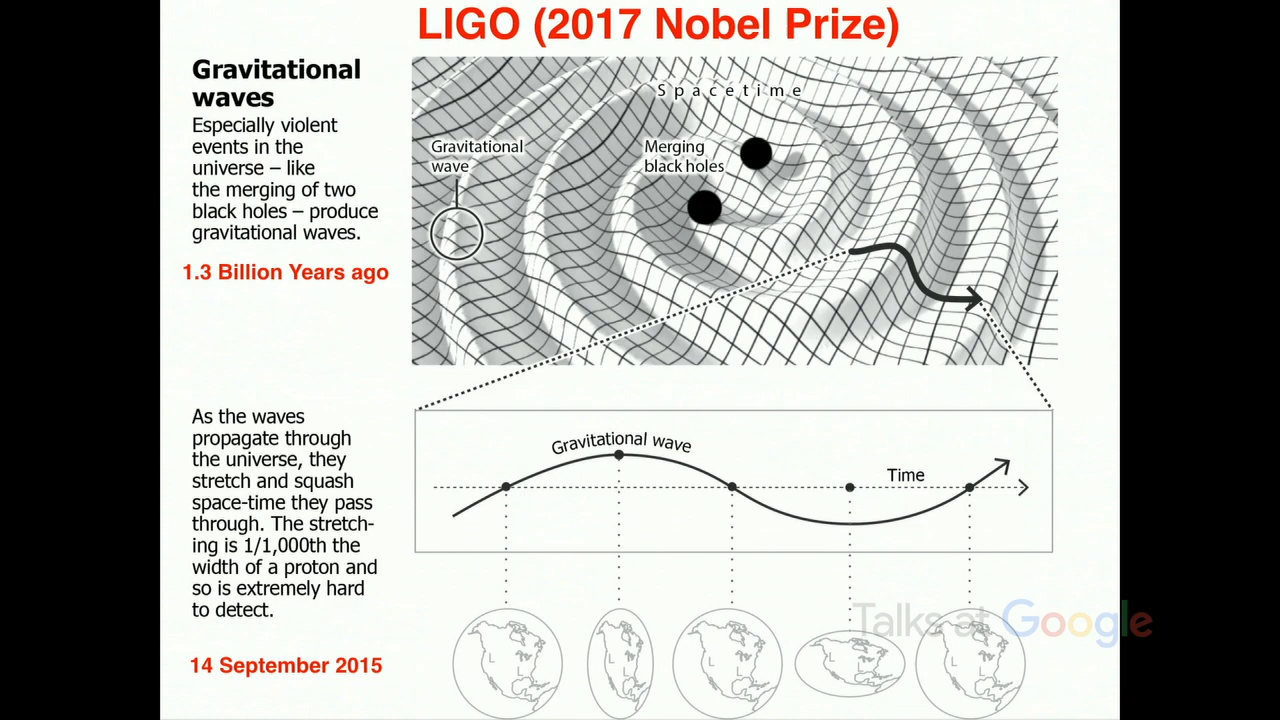 LIGO (2017 Nobel Prize)
Gravitational
waves
Especially violent
events in the
universe – like
the merging of two
black holes – produce
gravitational waves.
1.3 Billion Years ago
Spacetime
Gravitational
wave
Merging
black holes
As the waves
propagate through
the universe, they
stretch and squash
space-time they pass
through. The stretch-
ing is 1/1,000th the
width of a proton and
so is extremely hard
to detect.
14 September 2015
Gravitational wave
Time
Talks at Google